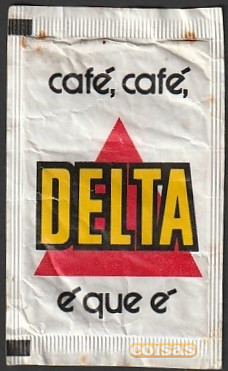 café, café,
DELTA
é que é
coisas